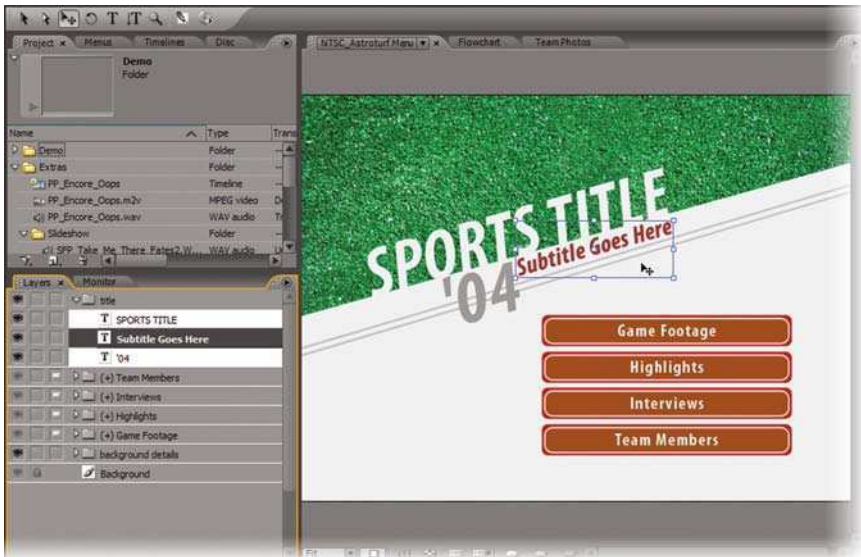 Project × Menus Timelines Disc
NTSC_Astroturf Menu × Flowchart Team Photos
Demo
Folder
Name Type Trans
Demo Folder
Extras Folder
PP_Encore_Oops Timeline
PP_Encore_Oops.m2v MPEG video
PP_Encore_Oops.wav WAV audio
Slideshow Folder
SFP_Take_Me_There_Fates2.W... WAV audio
SPORTS TITLE
Subtitle Goes Here
'04
Game Footage
Highlights
Interviews
Team Members
Layers × Monitor
title
T SPORTS TITLE
T Subtitle Goes Here
T '04
(+) Team Members
(+) Interviews
(+) Highlights
(+) Game Footage
background details
Background
Fit